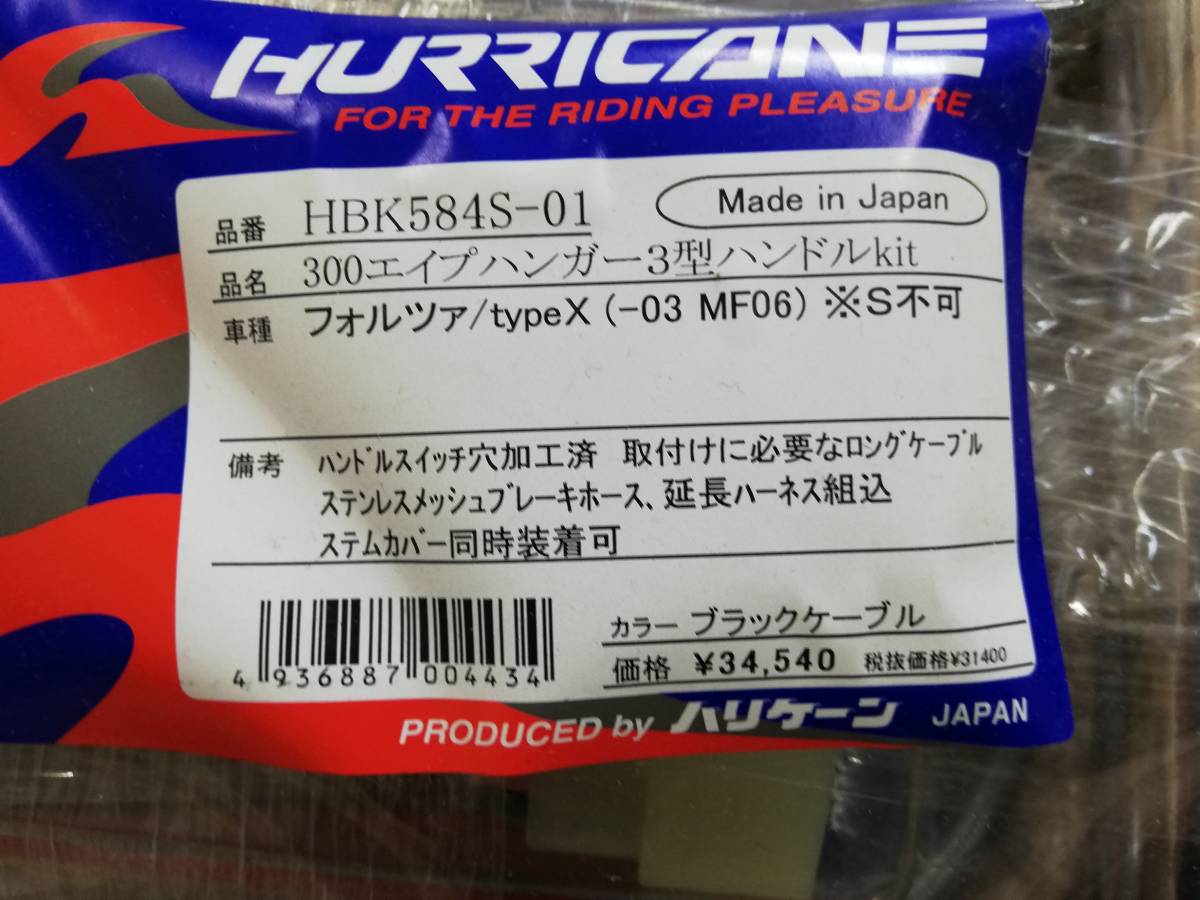 HURRICANE
FOR THE RIDING PLEASURE
品番 HBK584S-01 Made in Japan
品名 300エイプハンガー3型ハンドルkit
車種 フォルツァ/typeX (-03 MF06) ※S不可
備考 ﾊﾝﾄﾞﾙｽｲｯﾁ穴加工済 取付けに必要なﾛﾝｸﾞｹｰﾌﾞﾙ
ｽﾃﾝﾚｽﾒｯｼｭﾌﾞﾚｰｷﾎｰｽ、延長ﾊｰﾈｽ組込
ｽﾃﾑｶﾊﾞｰ同時装着可
カラー ブラックケーブル
価格 ¥34,540 税抜価格¥31400
4 936887 004434
PRODUCED by ハリケーン JAPAN